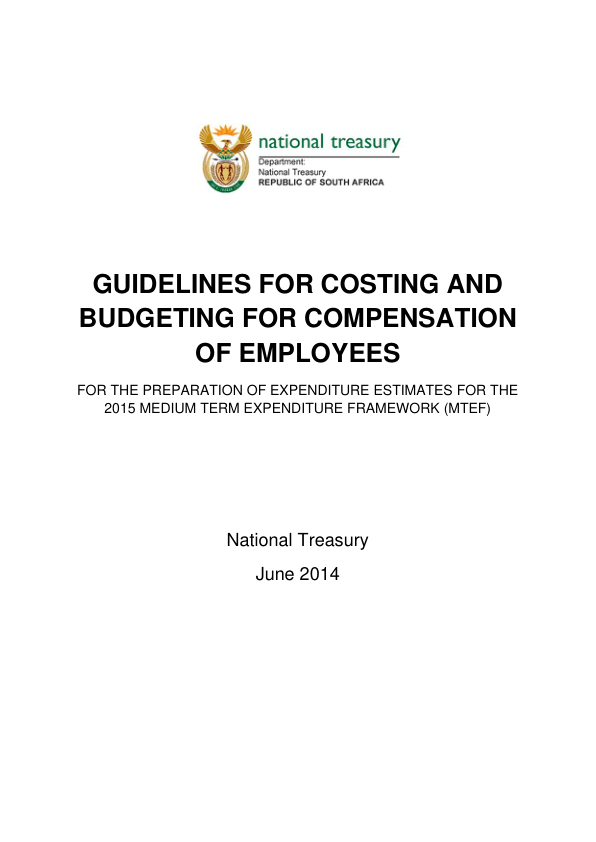 national treasury
Department:
National Treasury
REPUBLIC OF SOUTH AFRICA
GUIDELINES FOR COSTING AND
BUDGETING FOR COMPENSATION
OF EMPLOYEES
FOR THE PREPARATION OF EXPENDITURE ESTIMATES FOR THE
2015 MEDIUM TERM EXPENDITURE FRAMEWORK (MTEF)
National Treasury
June 2014